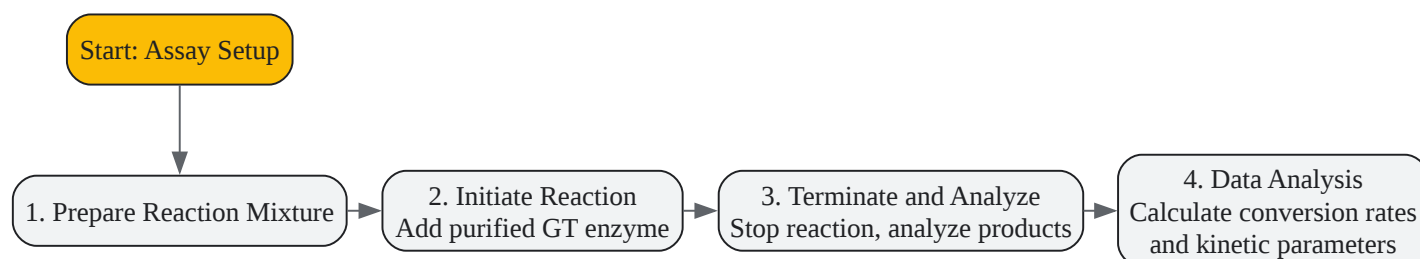 Start: Assay Setup
1. Prepare Reaction Mixture
2. Initiate Reaction
Add purified GT enzyme
3. Terminate and Analyze
Stop reaction, analyze products
4. Data Analysis
Calculate conversion rates
and kinetic parameters